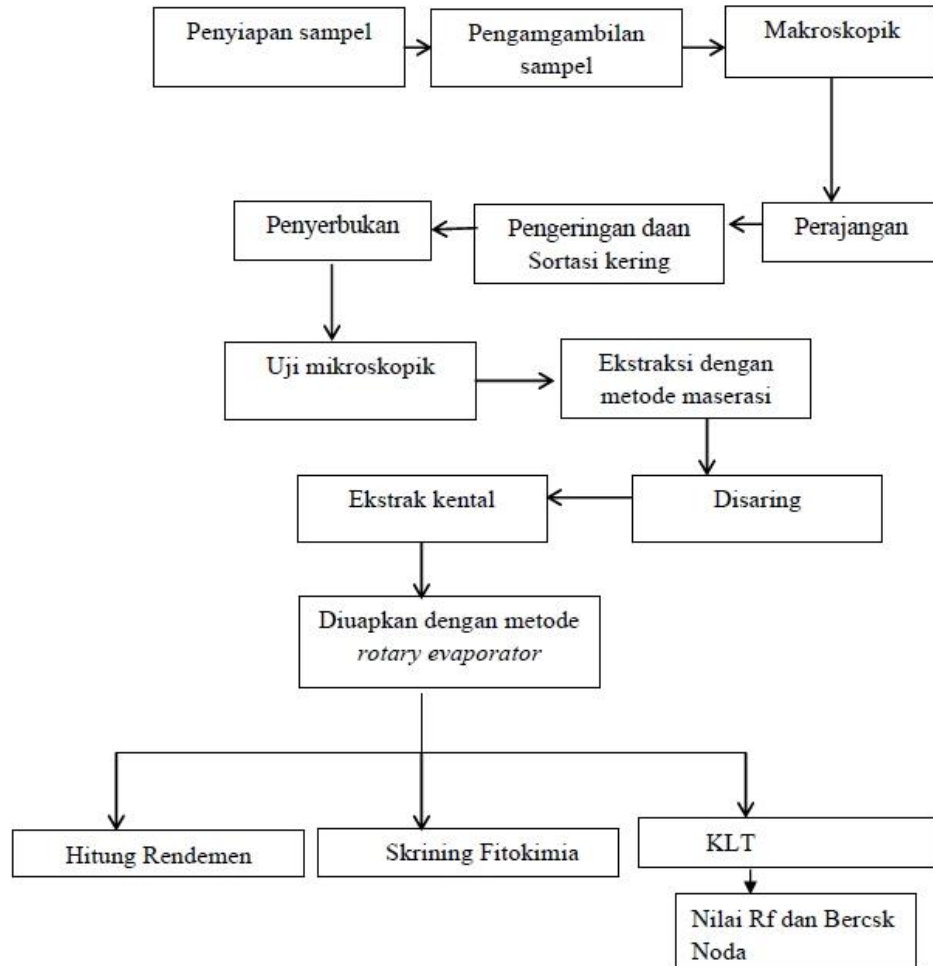 Penyiapan sampel
Pengamgambilan
sampel
Makroskopik
Perajangan
Pengeringan daan
Sortasi kering
Penyerbukan
Uji mikroskopik
Ekstraksi dengan
metode maserasi
Disaring
Ekstrak kental
Diuapkan dengan metode
rotary evaporator
Hitung Rendemen
Skrining Fitokimia
KLT
Nilai Rf dan Bercsk
Noda